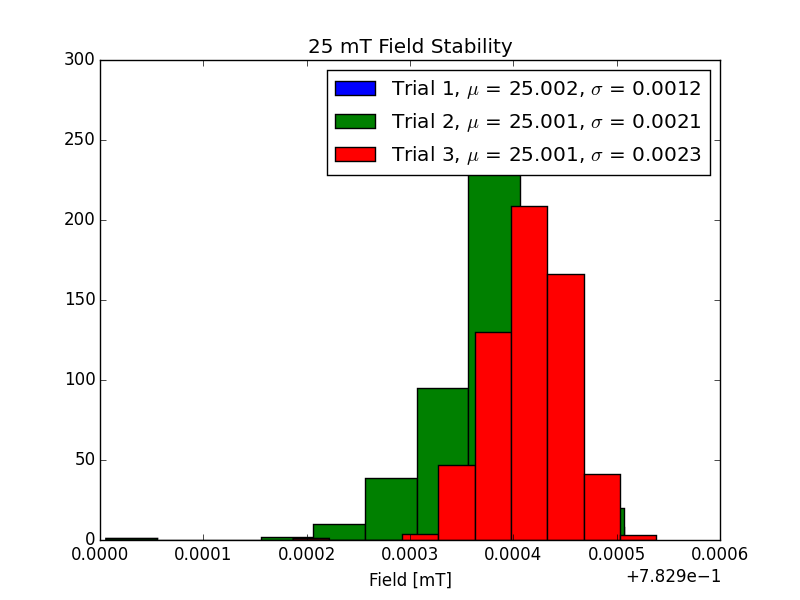 25 mT Field Stability
300
Trial 1, μ = 25.002, σ = 0.0012
Trial 2, μ = 25.001, σ = 0.0021
Trial 3, μ = 25.001, σ = 0.0023
250
200
150
100
50
0
0.0000 0.0001 0.0002 0.0003 0.0004 0.0005 0.0006
Field [mT]
+7.829e−1